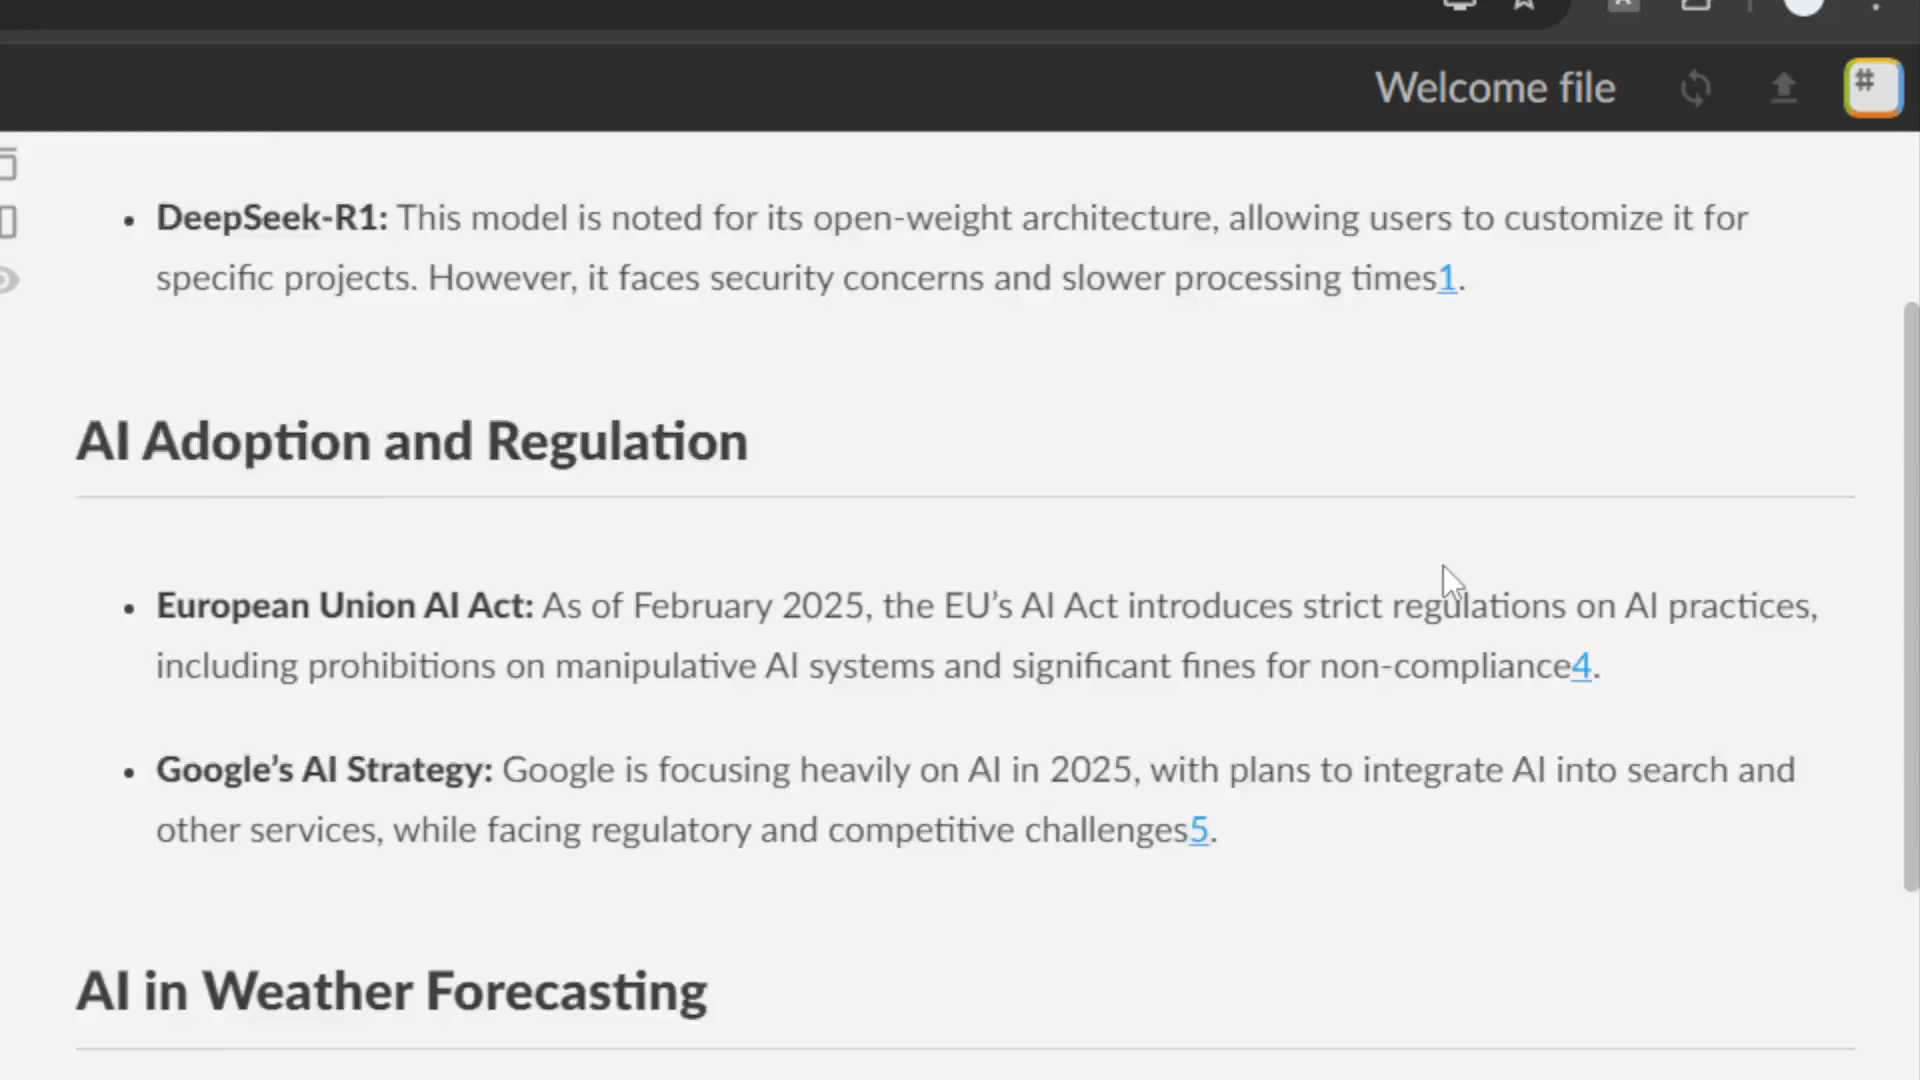 Welcome file
#
• DeepSeek-R1: This model is noted for its open-weight architecture, allowing users to customize it for
specific projects. However, it faces security concerns and slower processing times1.
AI Adoption and Regulation
• European Union AI Act: As of February 2025, the EU’s AI Act introduces strict regulations on AI practices,
including prohibitions on manipulative AI systems and significant fines for non-compliance4.
• Google’s AI Strategy: Google is focusing heavily on AI in 2025, with plans to integrate AI into search and
other services, while facing regulatory and competitive challenges5.
AI in Weather Forecasting